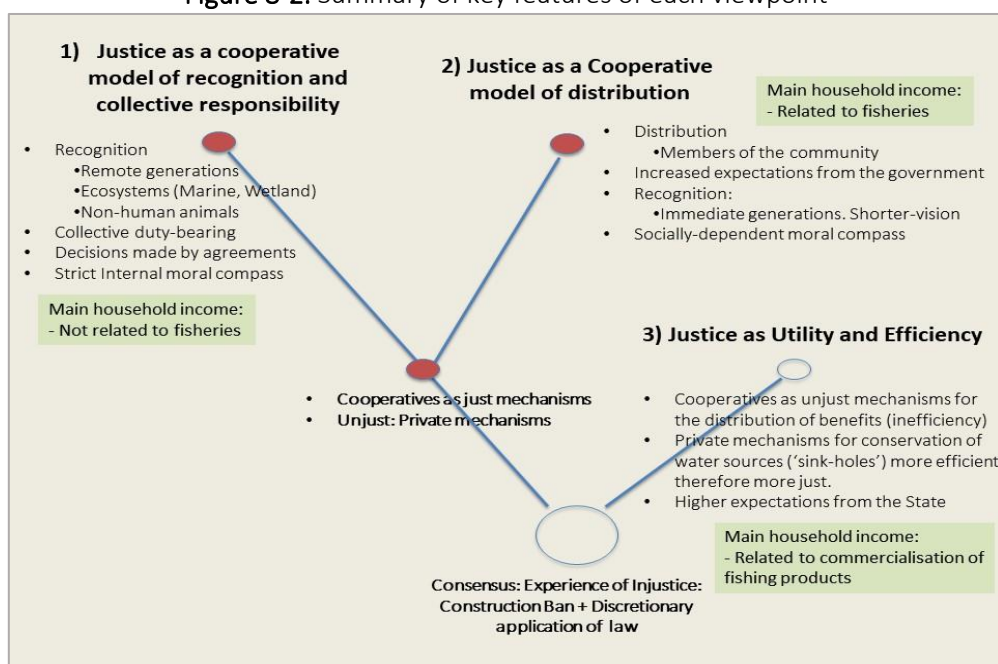 Figure 8-2. Summary of key features of each viewpoint
1) Justice as a cooperative
model of recognition and
collective responsibility
• Recognition
•Remote generations
•Ecosystems (Marine, Wetland)
•Non-human animals
• Collective duty-bearing
• Decisions made by agreements
• Strict Internal moral compass
Main household income:
- Not related to fisheries
2) Justice as a Cooperative
model of distribution
Main household income:
- Related to fisheries
• Distribution
•Members of the community
• Increased expectations from the government
• Recognition:
•Immediate generations. Shorter-vision
• Socially-dependent moral compass
• Cooperatives as just mechanisms
• Unjust: Private mechanisms
3) Justice as Utility and Efficiency
• Cooperatives as unjust mechanisms for
the distribution of benefits (inefficiency)
• Private mechanisms for conservation of
water sources ('sink-holes') more efficient
therefore more just.
• Higher expectations from the State
Main household income:
- Related to commercialisation of
fishing products
Consensus: Experience of Injustice:
Construction Ban + Discretionary
application of law